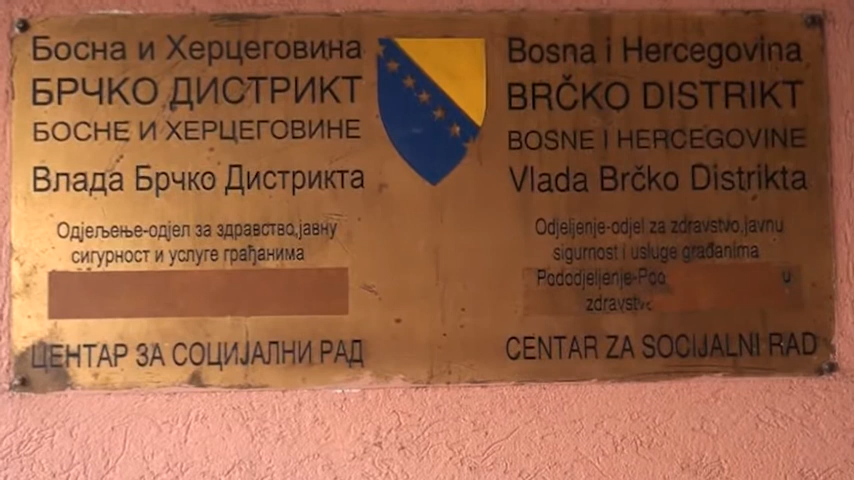 Босна и Херцеговина
БРЧКО ДИСТРИКТ
БОСНЕ И ХЕРЦЕГОВИНЕ
Влада Брчко Дистрикта
Одјељење-одјел за здравство,јавну
сигурност и услуге грађанима
ЦЕНТАР ЗА СОЦИЈАЛНИ РАД
Bosna i Hercegovina
BRČKO DISTRIKT
BOSNE I HERCEGOVINE
Vlada Brčko Distrikta
Odjeljenje-odjel za zdravstvo,javnu
sigurnost i usluge građanima
Pododjeljenje- u
CENTAR ZA SOCIJALNI RAD